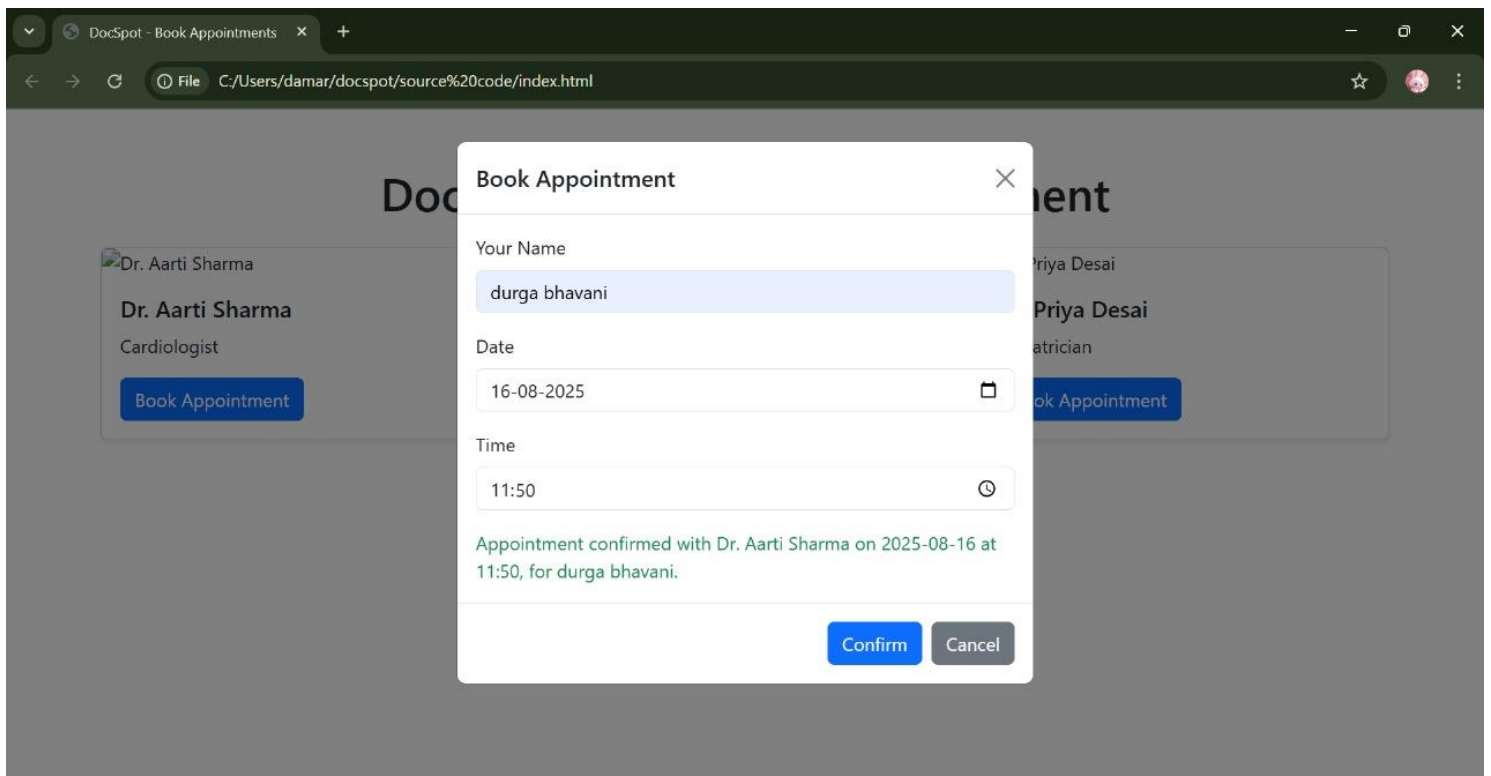 DocSpot - Book Appointments
File C:/Users/damar/docspot/source%20code/index.html
Doc
ent
Book Appointment
Your Name
durga bhavani
Date
16-08-2025
Time
11:50
Appointment confirmed with Dr. Aarti Sharma on 2025-08-16 at
11:50, for durga bhavani.
Confirm Cancel
Dr. Aarti Sharma
Dr. Aarti Sharma
Cardiologist
Book Appointment
Priya Desai
Priya Desai
atrician
ok Appointment